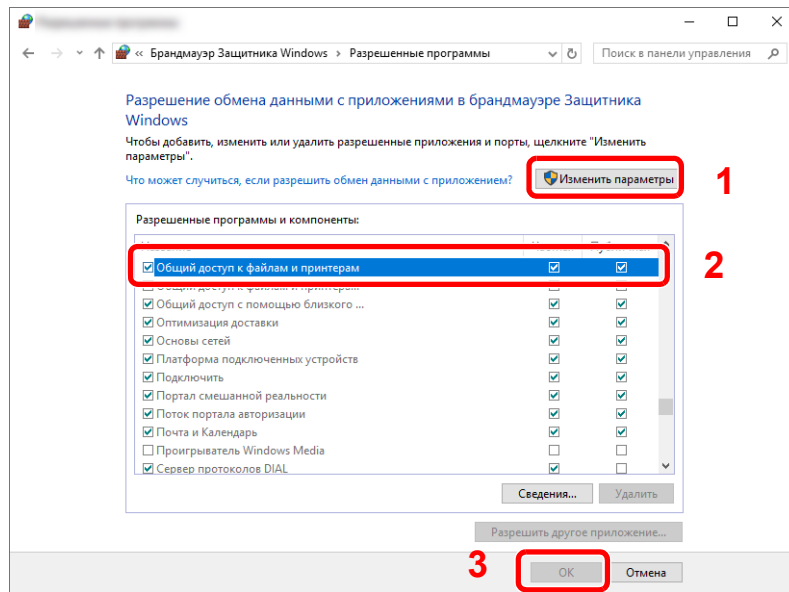 « Брандмауэр Защитника Windows › Разрешенные программы
Поиск в панели управления
Разрешение обмена данными с приложениями в брандмауэре Защитника
Windows
Чтобы добавить, изменить или удалить разрешенные приложения и порты, щелкните "Изменить
параметры".
Что может случиться, если разрешить обмен данными с приложением?
Изменить параметры
1
Разрешенные программы и компоненты:
Общий доступ к файлам и принтерам
2
Общий доступ с помощью близкого ...
Оптимизация доставки
Основы сетей
Платформа подключенных устройств
Подключить
Портал смешанной реальности
Поток портала авторизации
Почта и Календарь
Проигрыватель Windows Media
Сервер протоколов DIAL
Сведения... Удалить
Разрешить другое приложение...
3
ОК Отмена